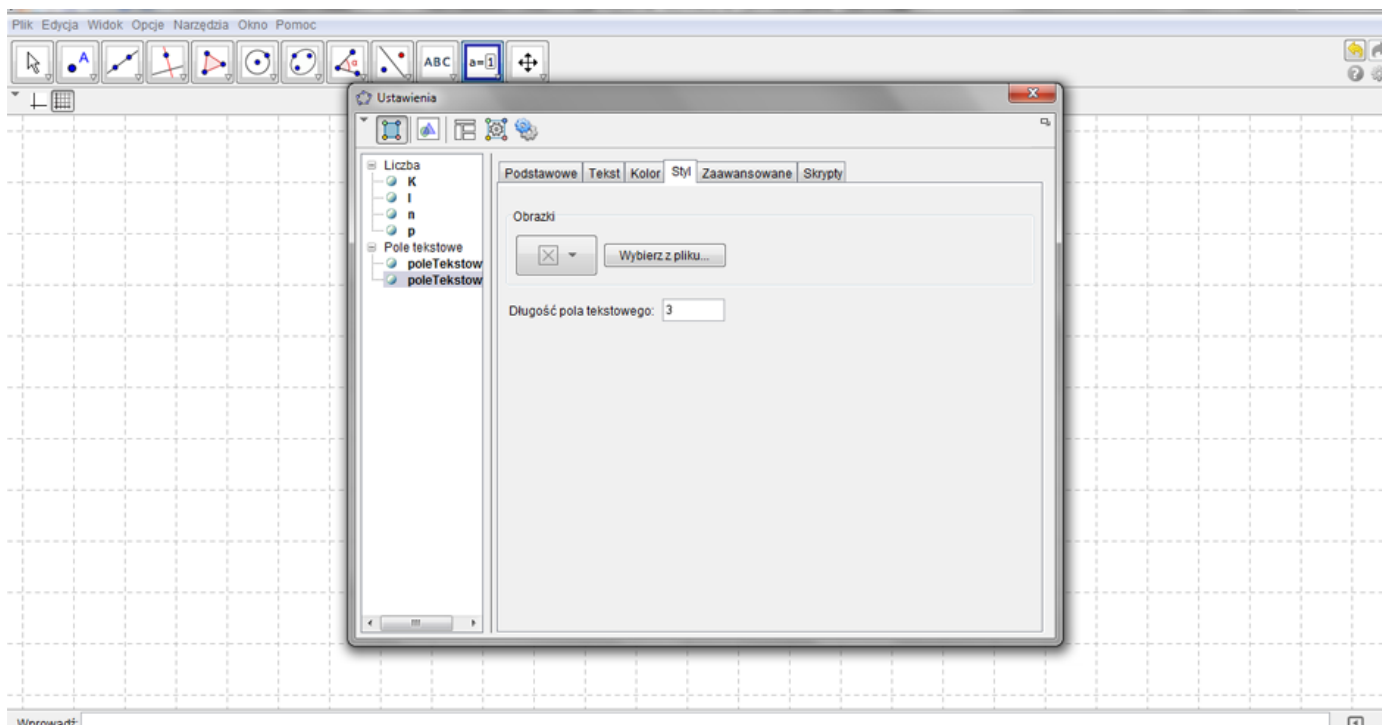 Plik Edycja Widok Opcje Narzędzia Okno Pomoc
A
α
ABC
a=1
Ustawienia
Liczba
K
l
n
p
Pole tekstowe
poleTekstow
poleTekstow
Podstawowe Tekst Kolor Styl Zaawansowane Skrypty
Obrazki
Wybierz z pliku...
Długość pola tekstowego: 3
Wprowadź: